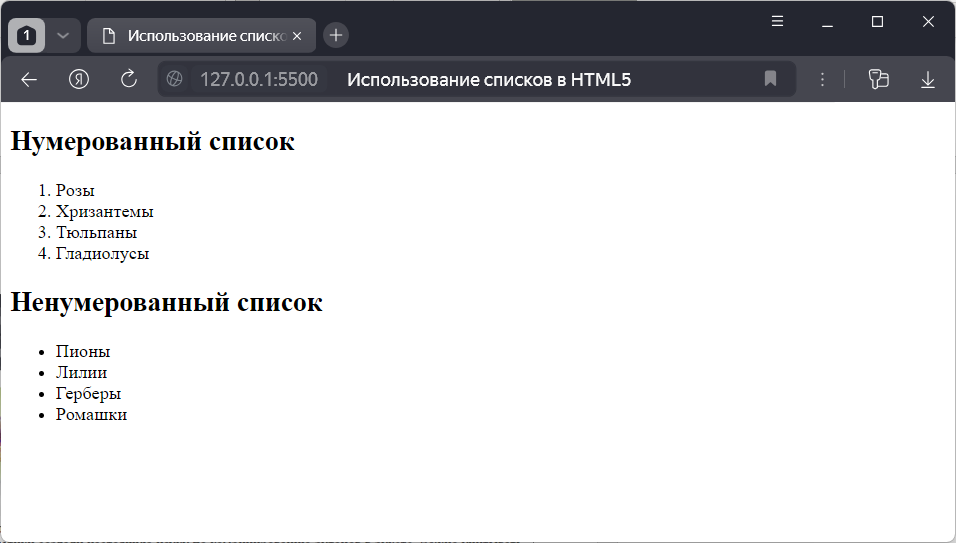 1
Использование списко
Я
127.0.0.1:5500 Использование списков в HTML5
Нумерованный список
1. Розы
2. Хризантемы
3. Тюльпаны
4. Гладиолусы
Ненумерованный список
• Пионы
• Лилии
• Герберы
• Ромашки